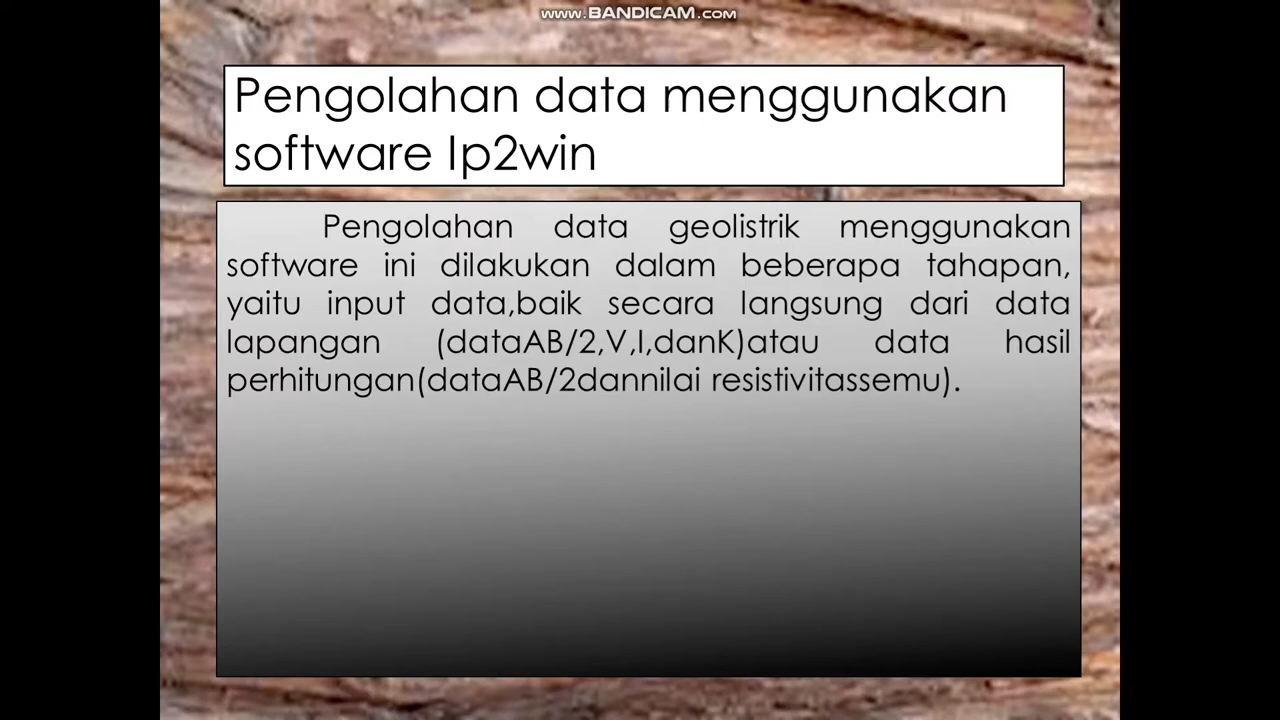 www.BANDICAM.com
Pengolahan data menggunakan
software Ip2win
Pengolahan data geolistrik menggunakan
software ini dilakukan dalam beberapa tahapan,
yaitu input data,baik secara langsung dari data
lapangan (dataAB/2,V,I,danK)atau data hasil
perhitungan(dataAB/2dannilai resistivitassemu).